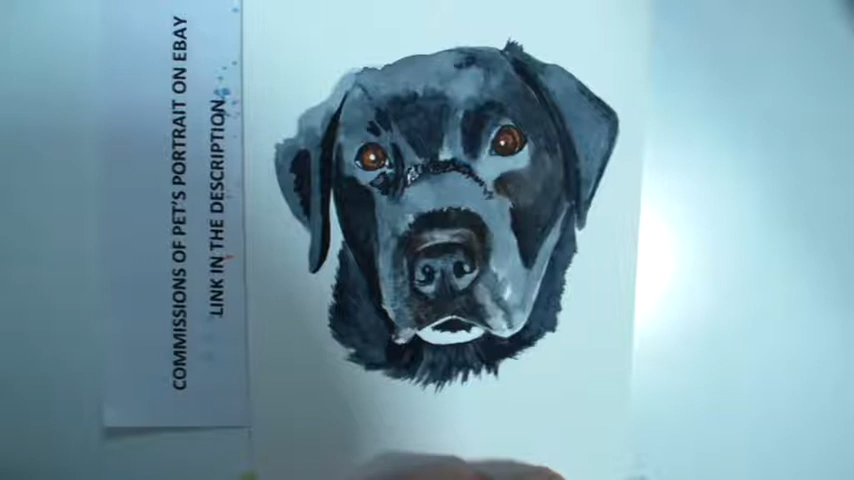 COMMISSIONS OF PET'S PORTRAIT ON EBAY
LINK IN THE DESCRIPTION